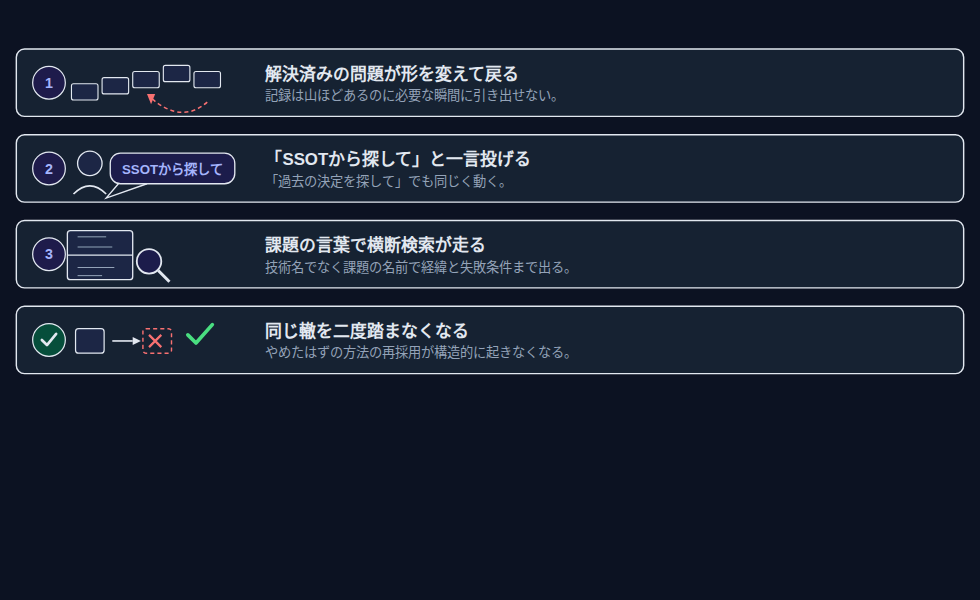 1
解決済みの問題が形を変えて戻る
記録は山ほどあるのに必要な瞬間に引き出せない。
2
SSOTから探して
「SSOTから探して」と一言投げる
「過去の決定を探して」でも同じく動く。
3
課題の言葉で横断検索が走る
技術名でなく課題の名前で経緯と失敗条件まで出る。
同じ轍を二度踏まなくなる
やめたはずの方法の再採用が構造的に起きなくなる。